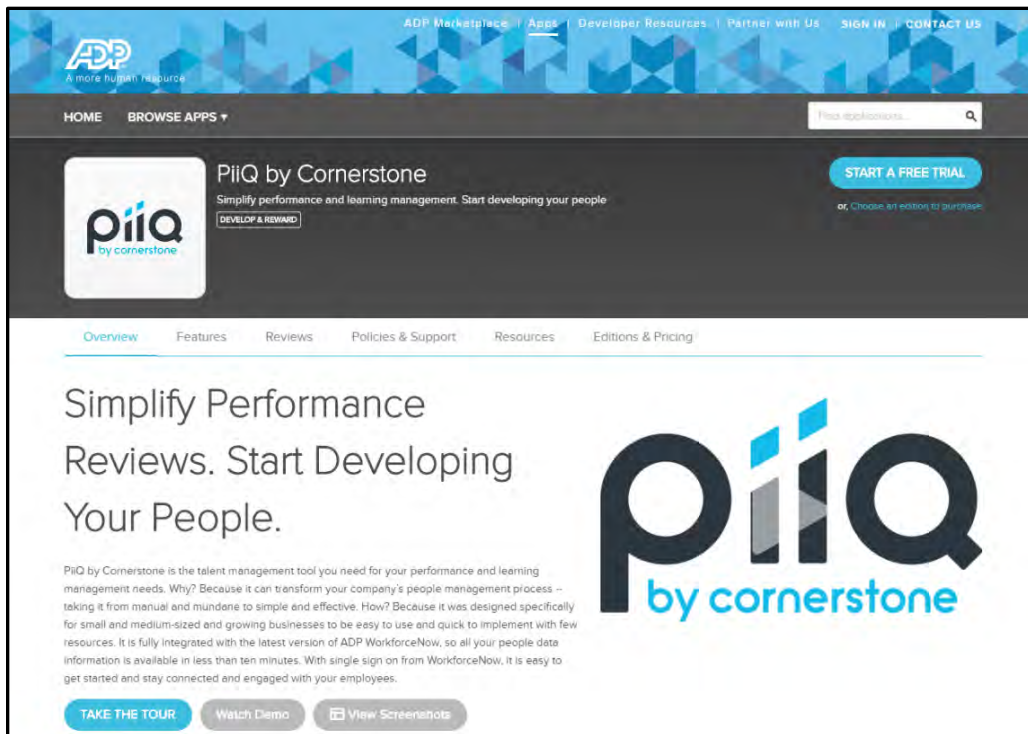 ADP Marketplace | Apps | Developer Resources | Partner with Us SIGN IN | CONTACT US
ADP
A more human resource
HOME BROWSE APPS ▾
Find applications...
piiQ
by cornerstone
PiiQ by Cornerstone
Simplify performance and learning management. Start developing your people
DEVELOP & REWARD
START A FREE TRIAL
or, Choose an edition to purchase
Overview Features Reviews Policies & Support Resources Editions & Pricing
Simplify Performance
Reviews. Start Developing
Your People.
PiiQ by Cornerstone is the talent management tool you need for your performance and learning
management needs. Why? Because it can transform your company's people management process –
taking it from manual and mundane to simple and effective. How? Because it was designed specifically
for small and medium-sized and growing businesses to be easy to use and quick to implement with few
resources. It is fully integrated with the latest version of ADP WorkforceNow, so all your people data
information is available in less than ten minutes. With single sign on from WorkforceNow, it is easy to
get started and stay connected and engaged with your employees.
TAKE THE TOUR Watch Demo View Screenshots
piiQ
by cornerstone